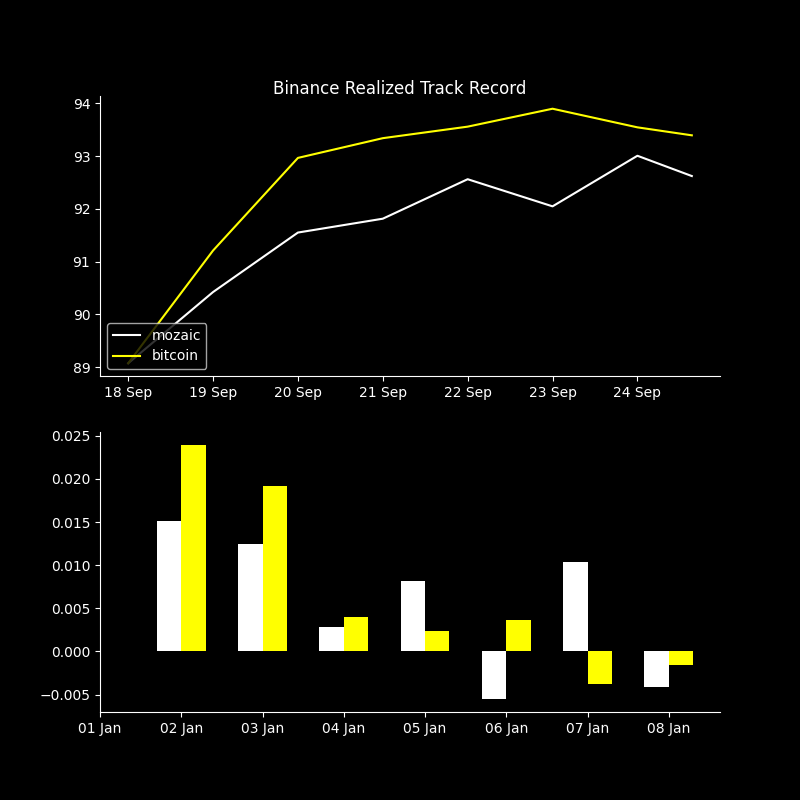 Binance Realized Track Record
94
93
92
91
90
89
mozaic
bitcoin
18 Sep 19 Sep 20 Sep 21 Sep 22 Sep 23 Sep 24 Sep
0.025
0.020
0.015
0.010
0.005
0.000
−0.005
01 Jan 02 Jan 03 Jan 04 Jan 05 Jan 06 Jan 07 Jan 08 Jan